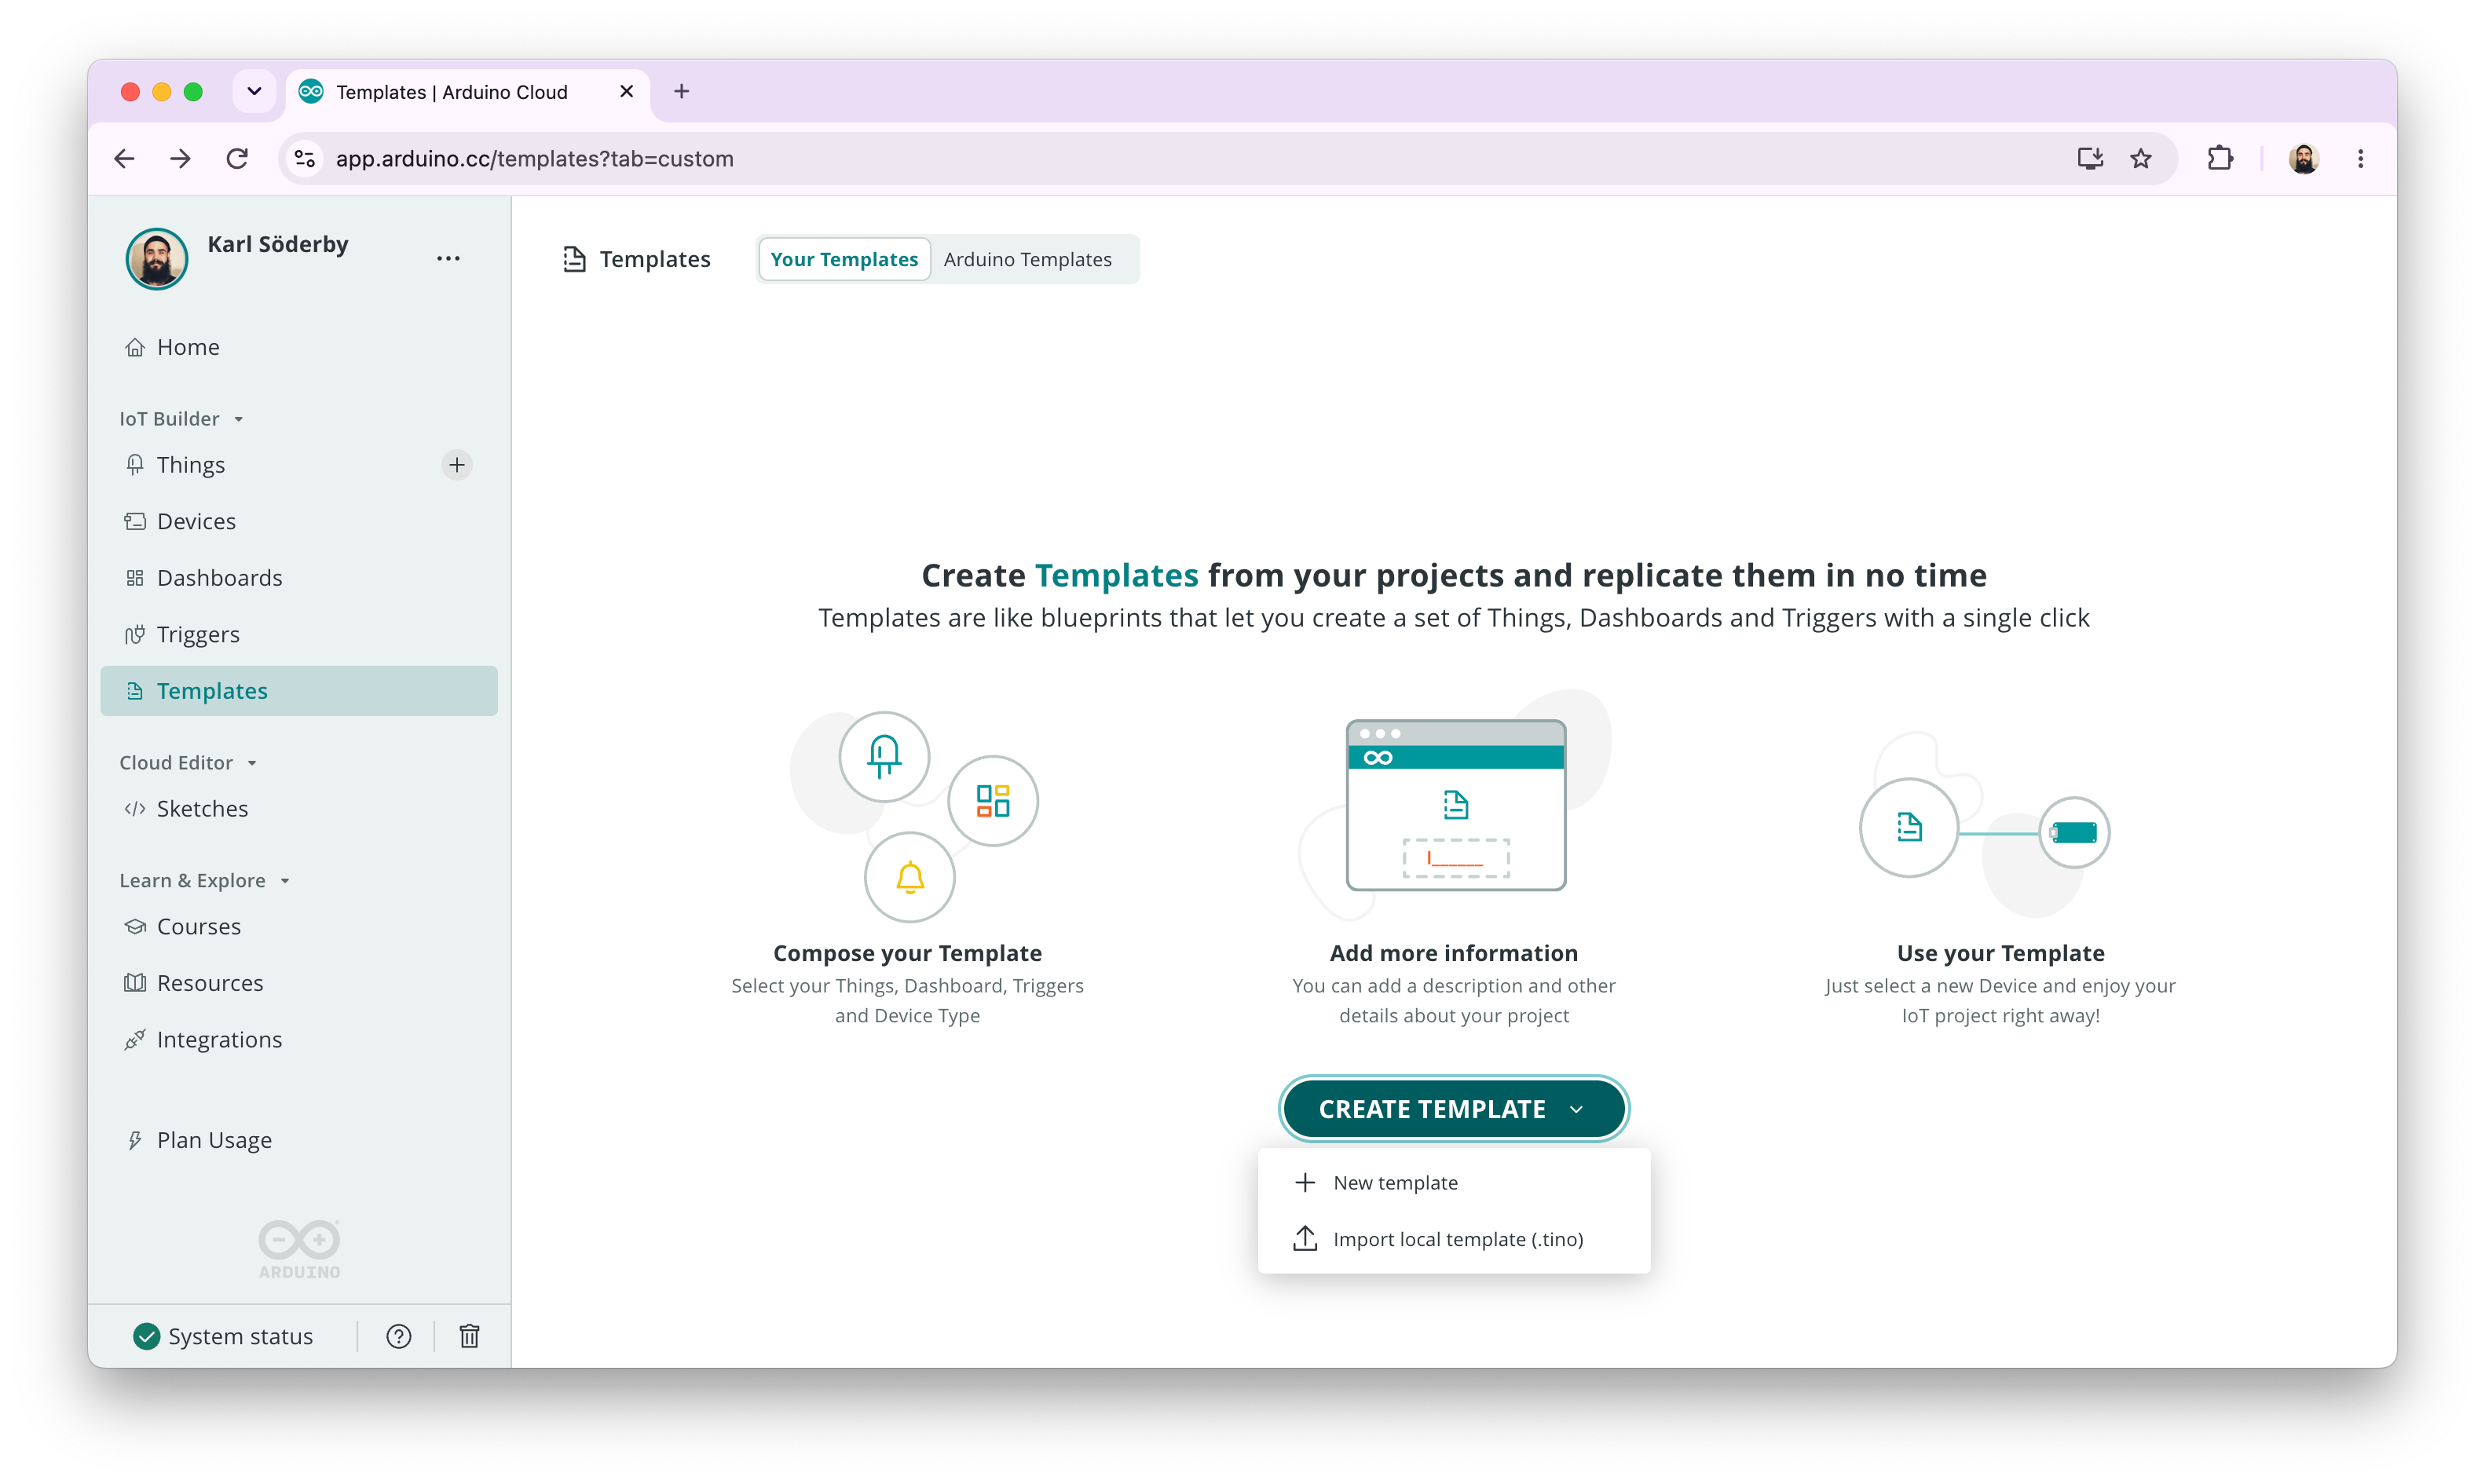 Templates | Arduino Cloud
app.arduino.cc/templates?tab=custom
Karl Söderby
Home
IoT Builder
Things
Devices
Dashboards
Triggers
Templates
Cloud Editor
Sketches
Learn & Explore
Courses
Resources
Integrations
Plan Usage
ARDUINO
System status
Templates
Your Templates
Arduino Templates
Create Templates from your projects and replicate them in no time
Templates are like blueprints that let you create a set of Things, Dashboards and Triggers with a single click
Compose your Template
Select your Things, Dashboard, Triggers
and Device Type
Add more information
You can add a description and other
details about your project
Use your Template
Just select a new Device and enjoy your
IoT project right away!
CREATE TEMPLATE
New template
Import local template (.tino)